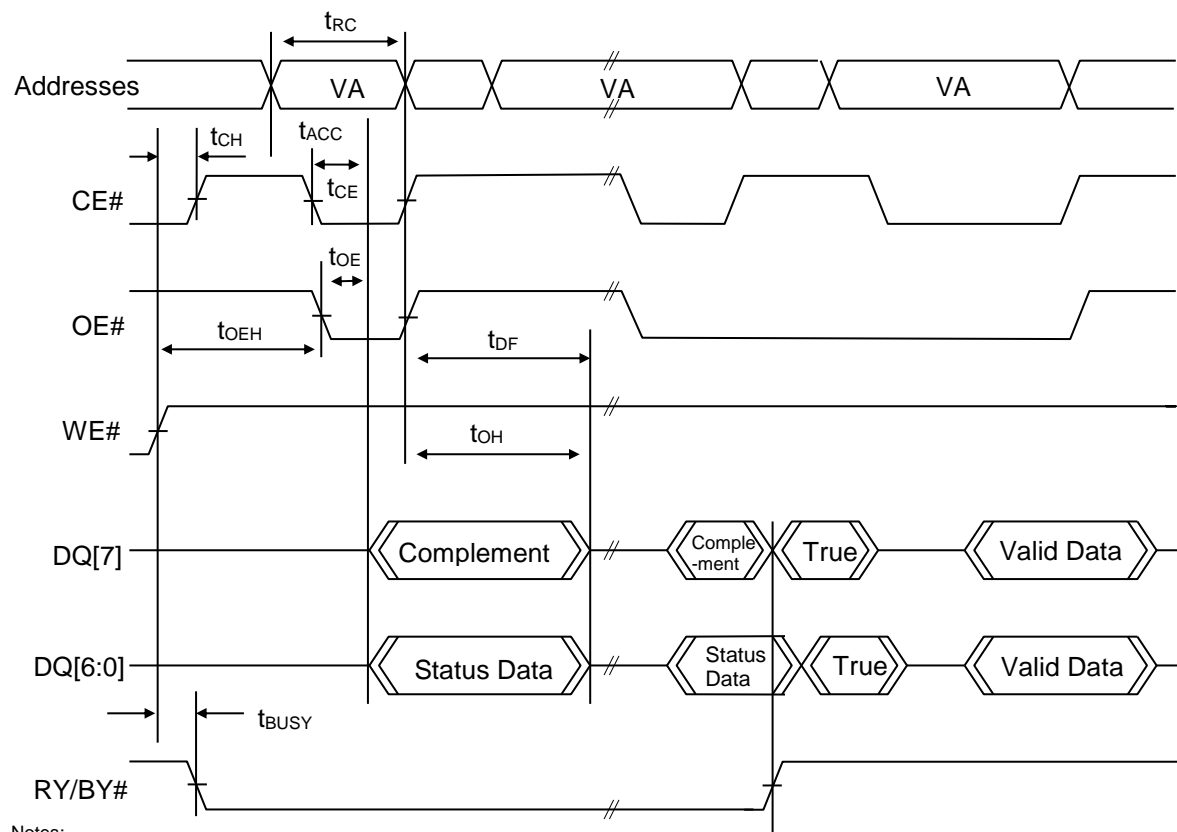 tRC
Addresses VA VA VA
tCH tACC
CE# tCE
tOE
OE#
tOEH tDF
WE# tOH
DQ[7] Complement Comple
-ment True Valid Data
DQ[6:0] Status Data Status
Data True Valid Data
tBUSY
RY/BY#
Notes: